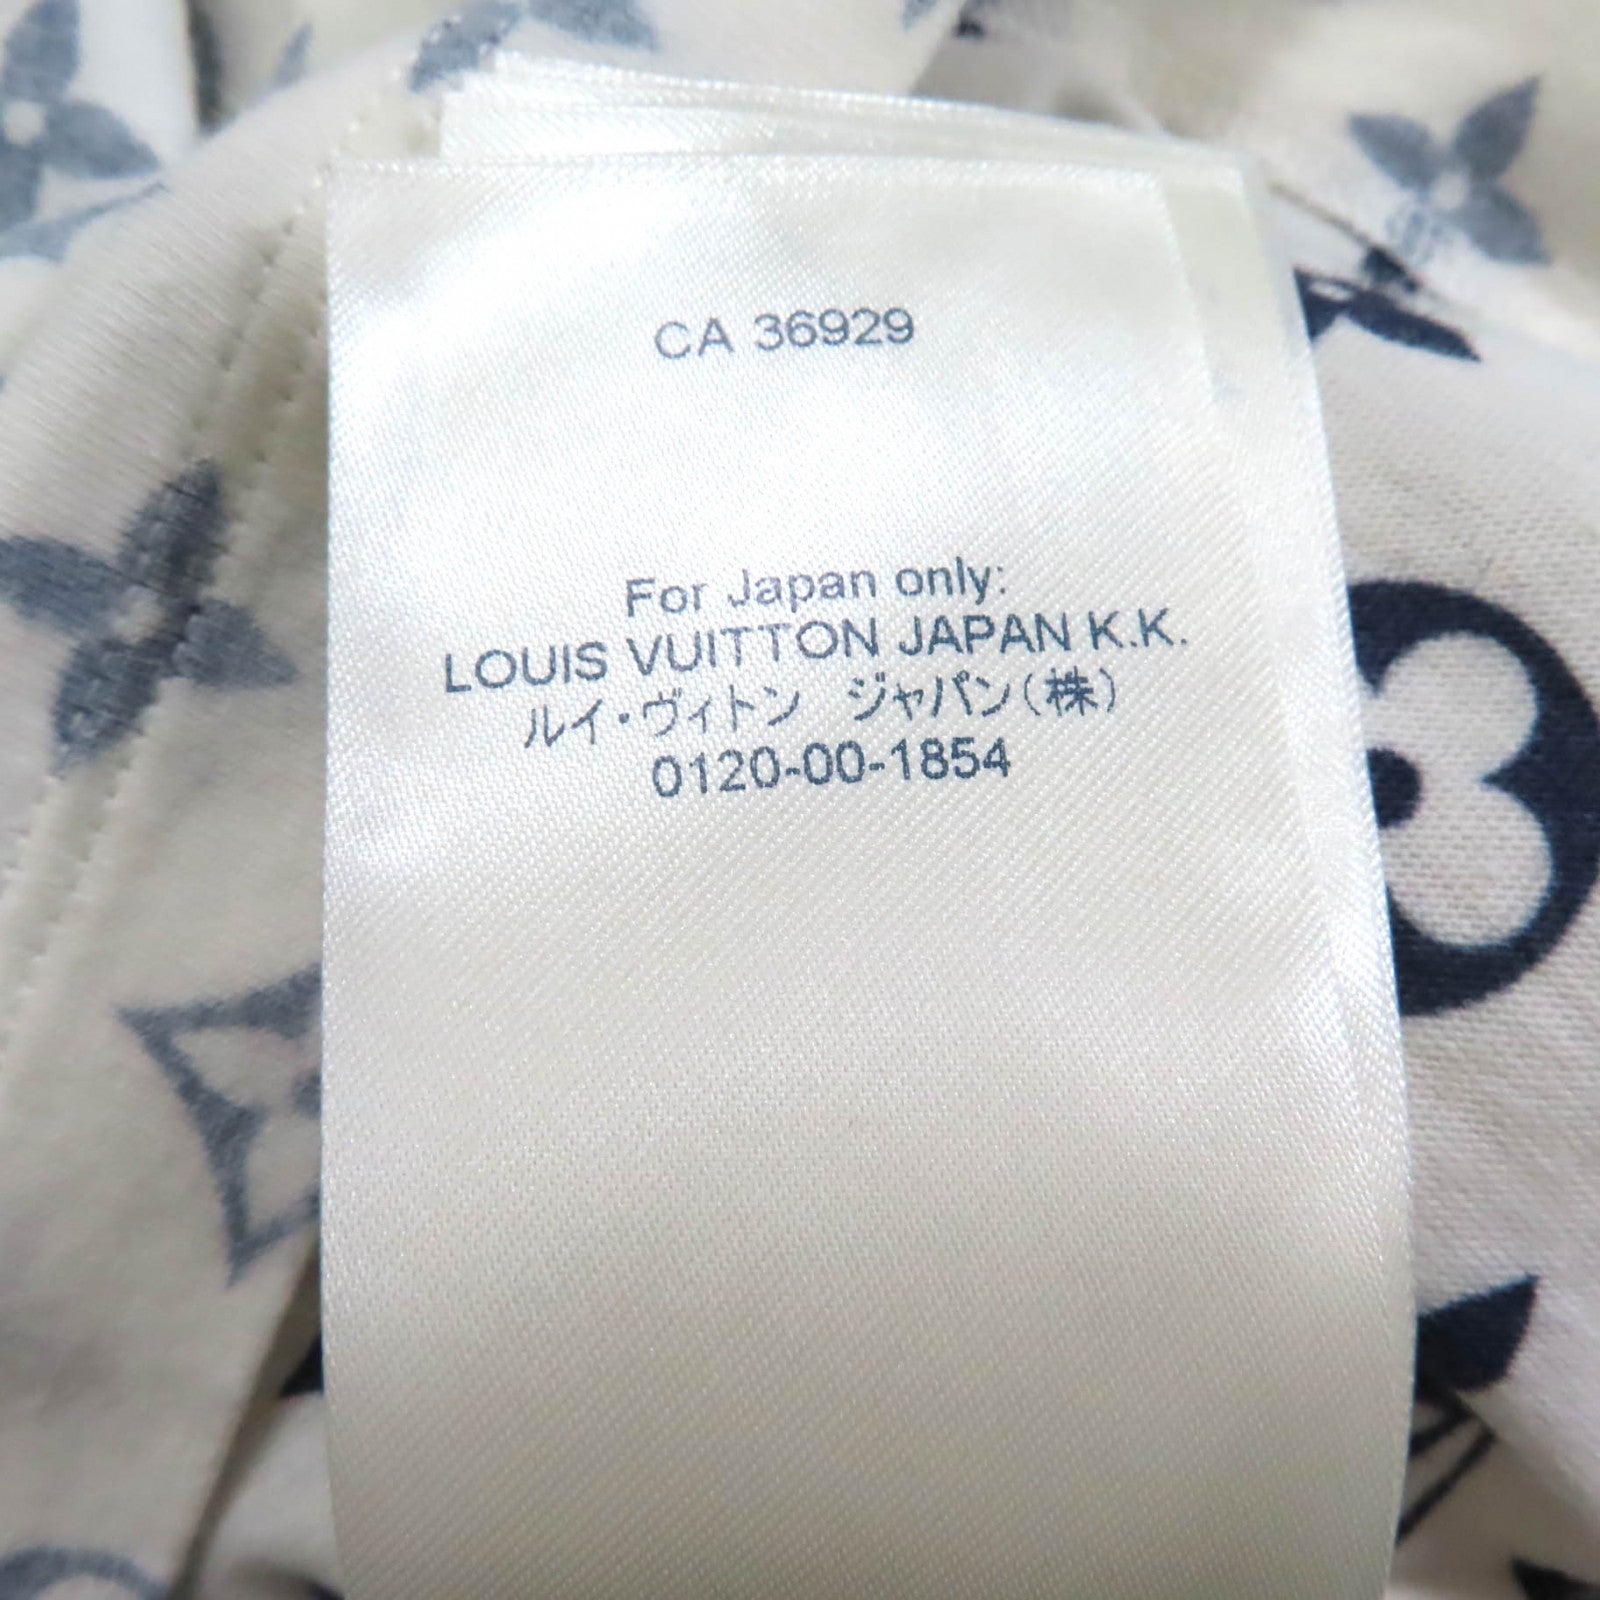 CA 36929
For Japan only:
LOUIS VUITTON JAPAN K.K.
ルイ・ヴィトン ジャパン(株)
0120-00-1854